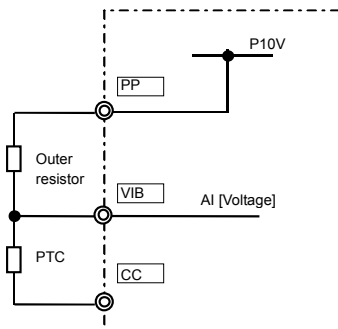 P10V
PP
Outer
resistor
VIB
AI [Voltage]
PTC
CC